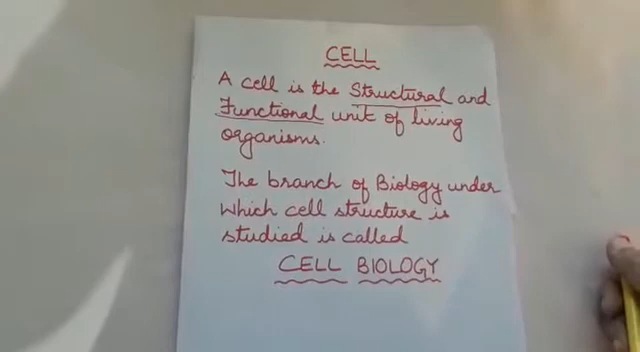 CELL
A cell is the Structural and
Functional unit of living
organisms.
The branch of Biology under
which cell structure is
studied is called
CELL BIOLOGY